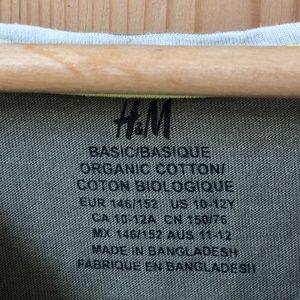 H&M
BASIC/BASIQUE
ORGANIC COTTON/
COTON BIOLOGIQUE
EUR 146/152 US 10-12Y
CA 10-12A CN 150/76
MX 146/152 AUS 11-12
MADE IN BANGLADESH
FABRIQUÉ EN BANGLADESH